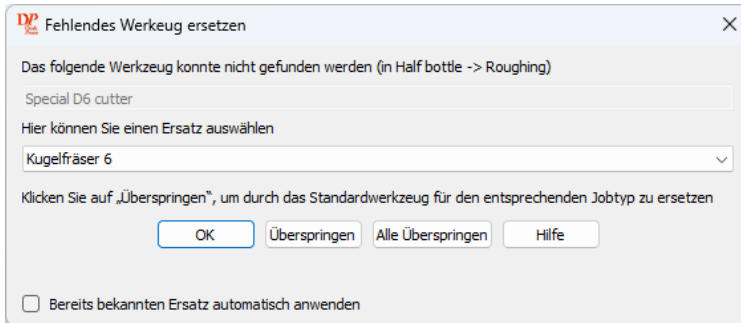 DP
Fehlendes Werkeug ersetzen
Das folgende Werkzeug konnte nicht gefunden werden (in Half bottle -> Roughing)
Special D6 cutter
Hier können Sie einen Ersatz auswählen
Kugelfräser 6
Klicken Sie auf „Überspringen“, um durch das Standardwerkzeug für den entsprechenden Jobtyp zu ersetzen
OK Überspringen Alle Überspringen Hilfe
Bereits bekannten Ersatz automatisch anwenden